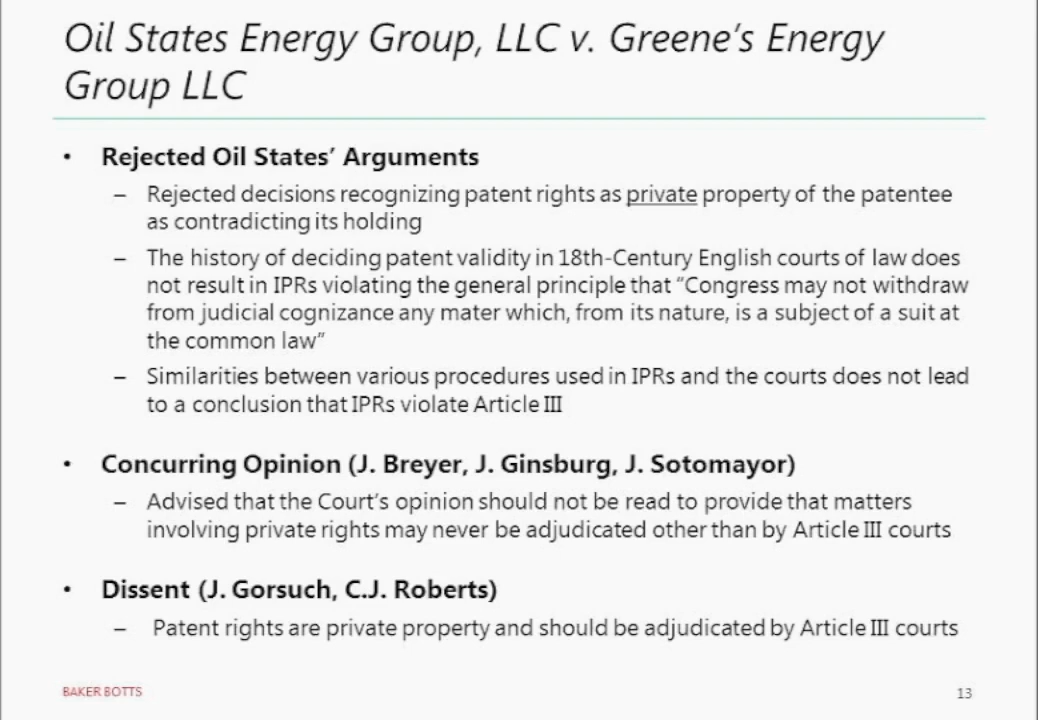 Oil States Energy Group, LLC v. Greene's Energy
Group LLC
• Rejected Oil States' Arguments
– Rejected decisions recognizing patent rights as private property of the patentee
as contradicting its holding
– The history of deciding patent validity in 18th-Century English courts of law does
not result in IPRs violating the general principle that "Congress may not withdraw
from judicial cognizance any mater which, from its nature, is a subject of a suit at
the common law"
– Similarities between various procedures used in IPRs and the courts does not lead
to a conclusion that IPRs violate Article III
• Concurring Opinion (J. Breyer, J. Ginsburg, J. Sotomayor)
– Advised that the Court's opinion should not be read to provide that matters
involving private rights may never be adjudicated other than by Article III courts
• Dissent (J. Gorsuch, C.J. Roberts)
– Patent rights are private property and should be adjudicated by Article III courts
BAKER BOTTS
13